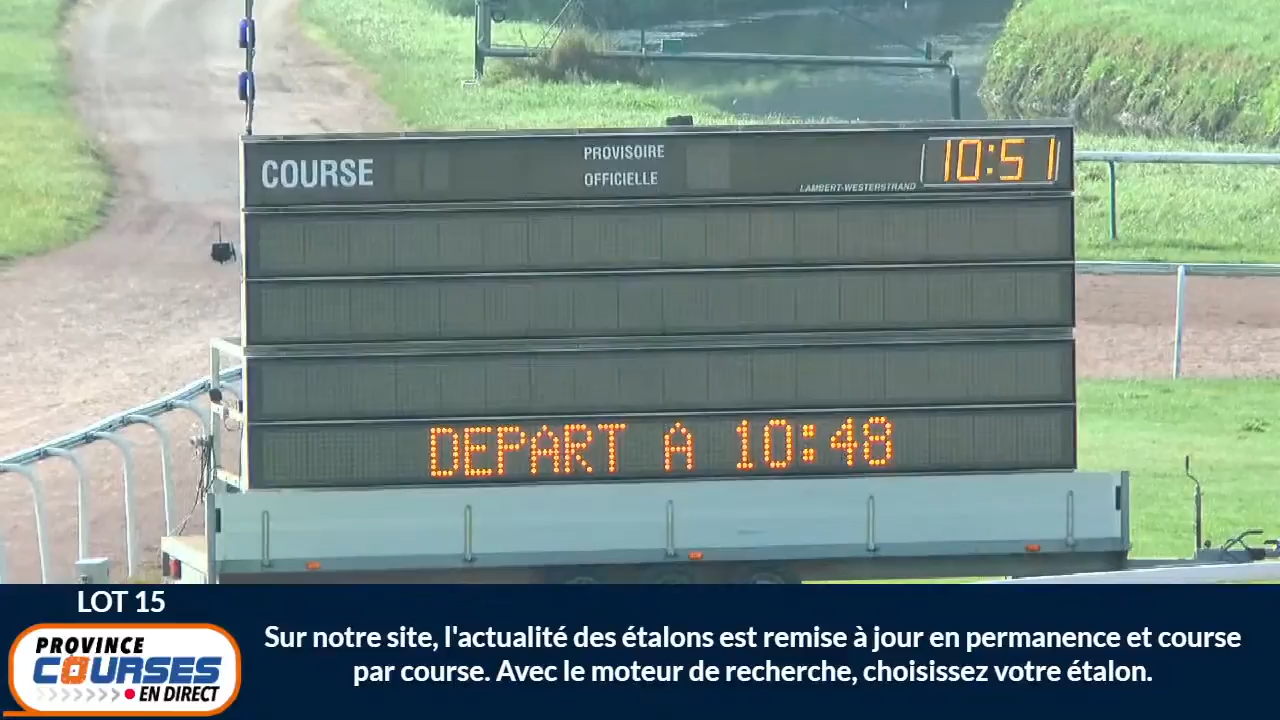 COURSE
PROVISOIRE
OFFICIELLE
LAMBERT-WESTERSTRAND
10:51
DEPART A 10:48
LOT 15
PROVINCE
COURSES
EN DIRECT
Sur notre site, l'actualité des étalons est remise à jour en permanence et course
par course. Avec le moteur de recherche, choisissez votre étalon.